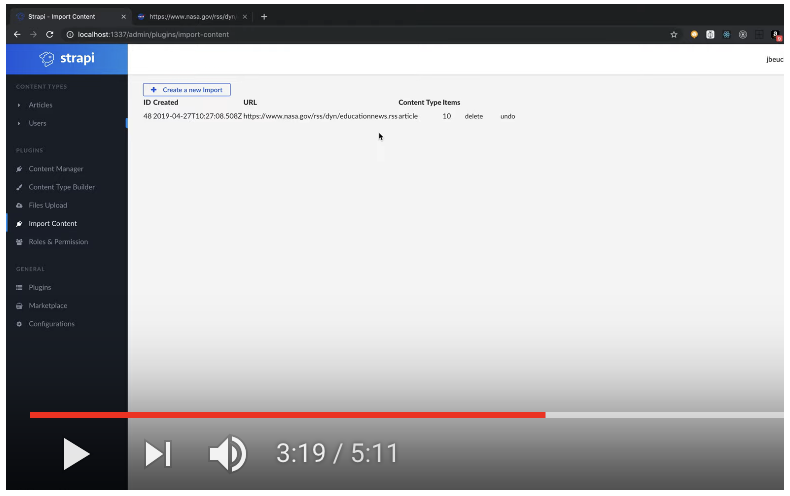 Strapi - Import Content
https://www.nasa.gov/rss/dyn/
localhost:1337/admin/plugins/import-content
strapi
jbeuc
CONTENT TYPES
Articles
Users
PLUGINS
Content Manager
Content Type Builder
Files Upload
Import Content
Roles & Permission
GENERAL
Plugins
Marketplace
Configurations
+ Create a new Import
ID Created URL Content Type Items
48 2019-04-27T10:27:08.508Z https://www.nasa.gov/rss/dyn/educationnews.rss article 10 delete undo
3:19 / 5:11